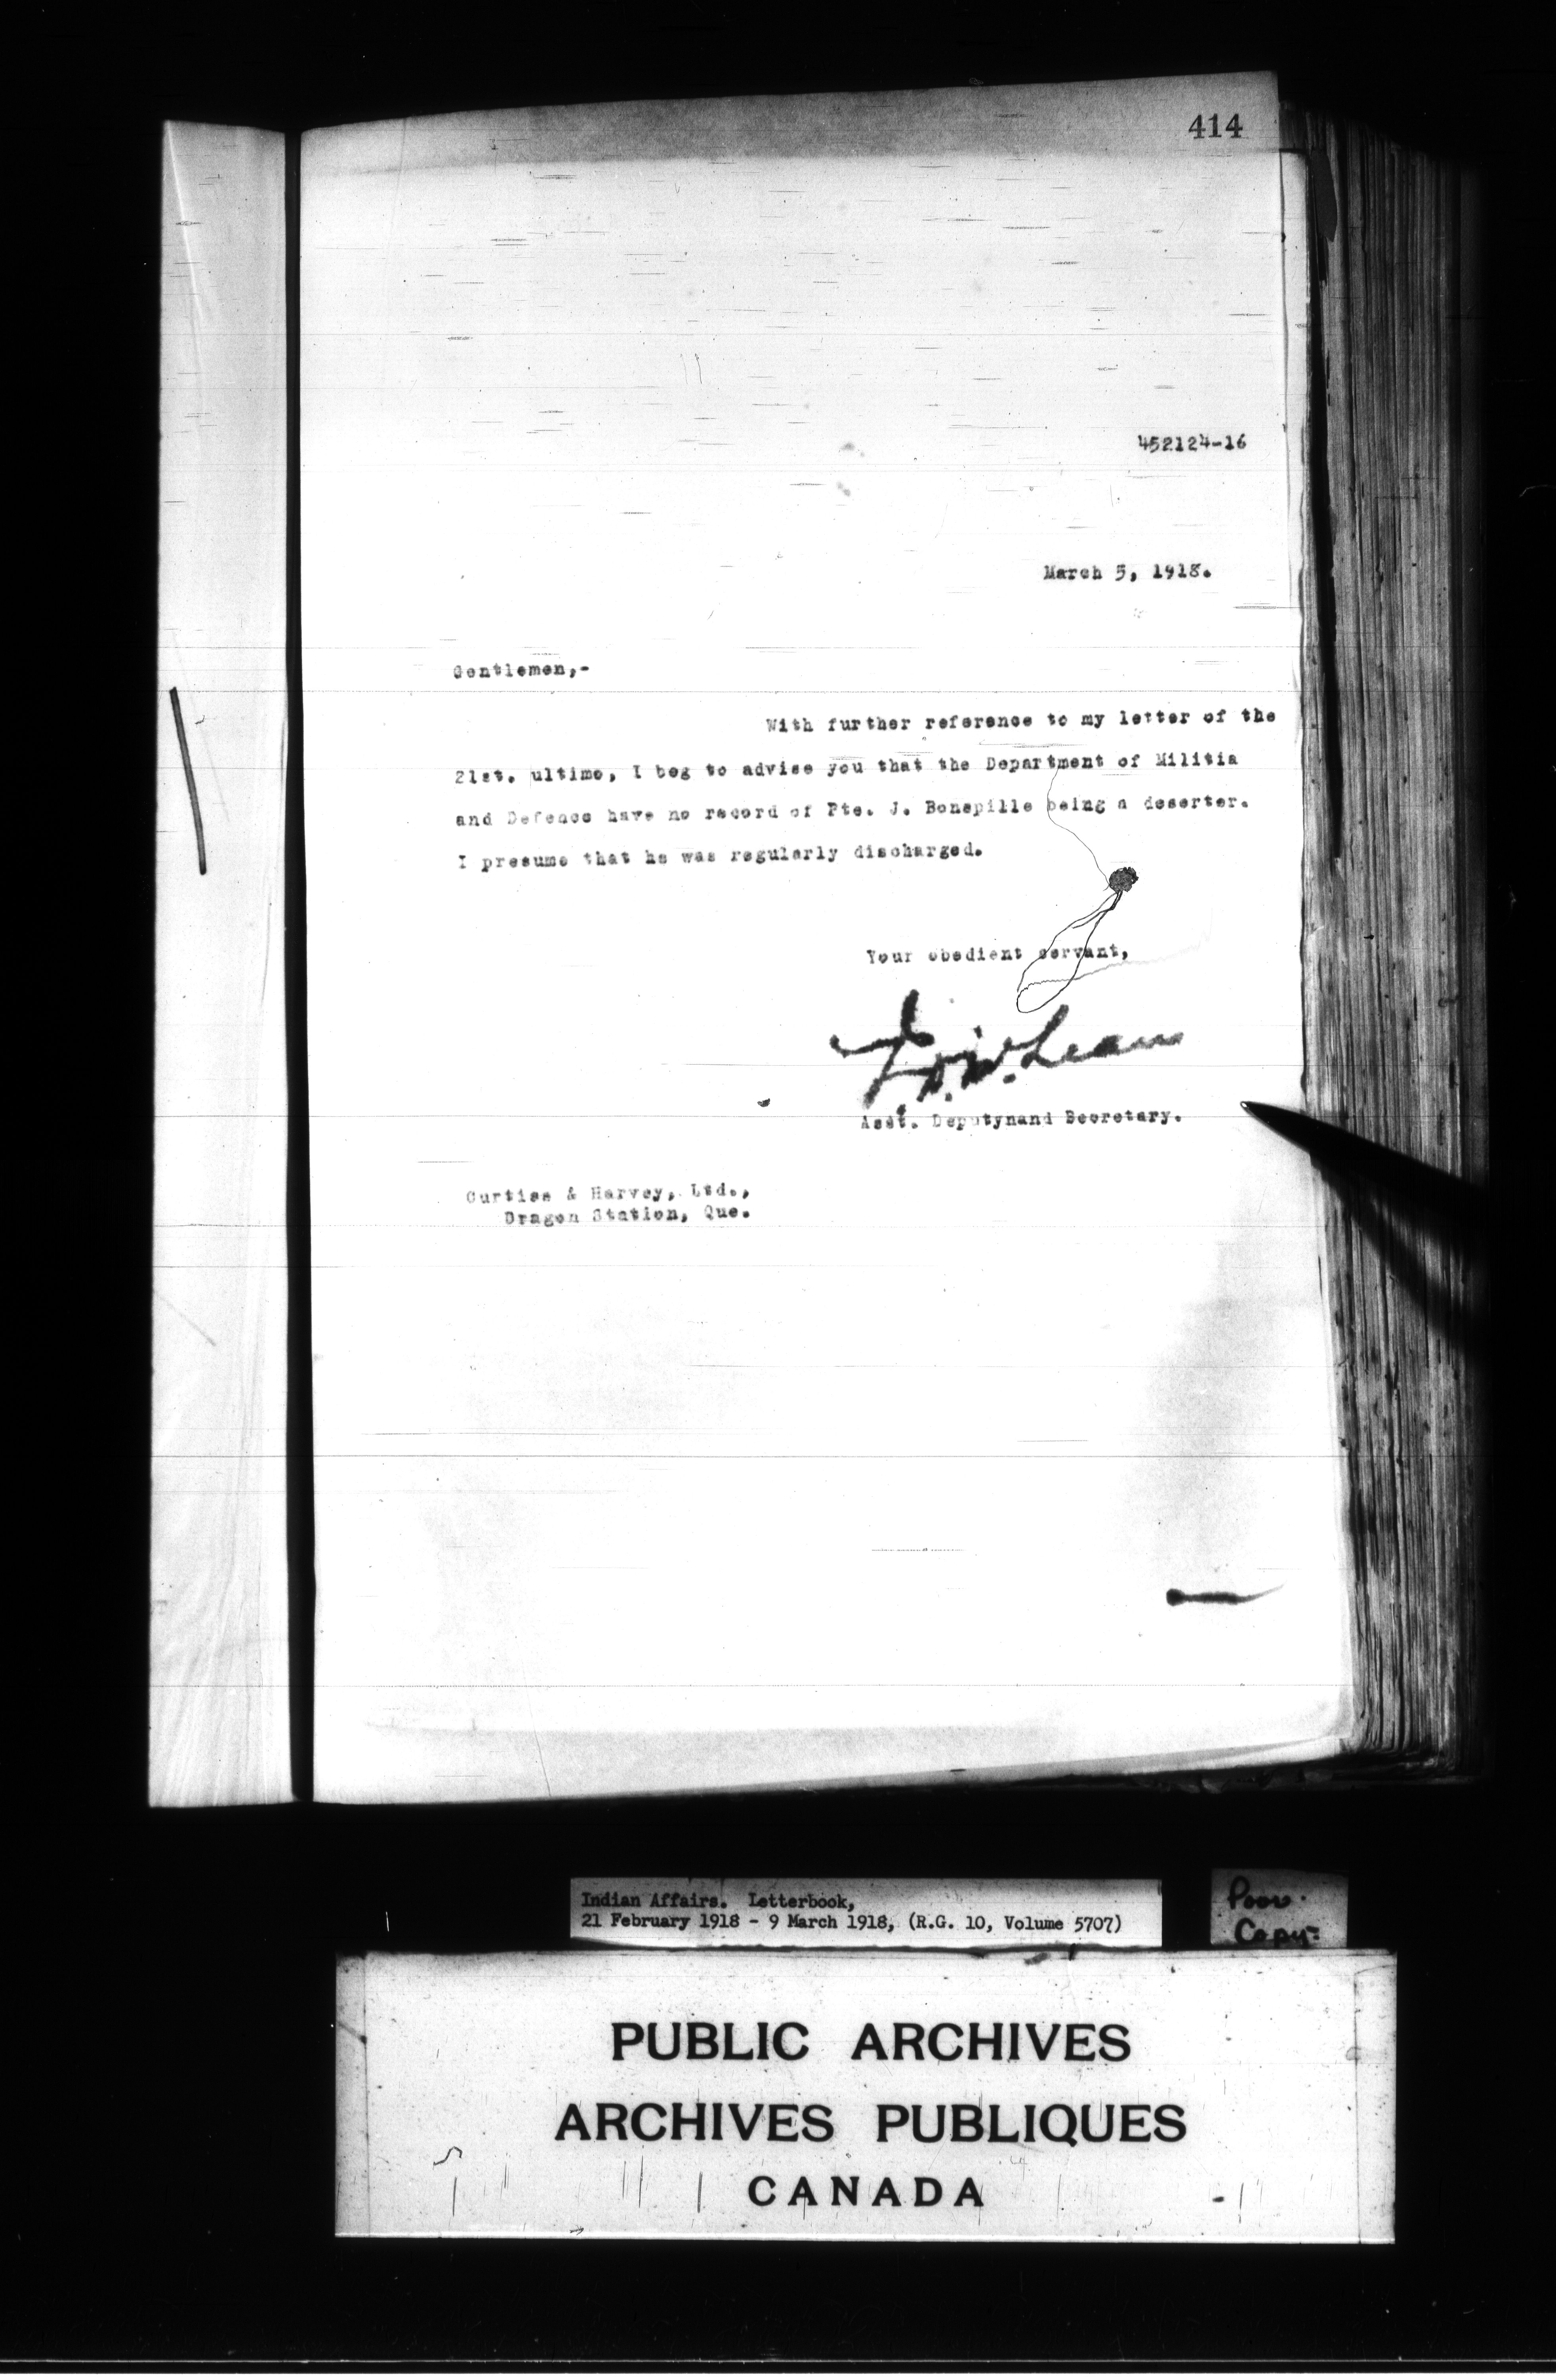 414
452124-16
March 5, 1918.
Gentlemen,-
With further reference to my letter of the
21st. ultimo, I beg to advise you that the Department of Militia
and Defence have no record of Pte. J. Bonspille being a deserter.
I presume that he was regularly discharged.
Your obedient servant,
Asst. Deputynand Secretary.
Curtiss & Harvey, Ltd.,
Dragon Station, Que.
Indian Affairs. Letterbook,
21 February 1918 - 9 March 1918, (R.G. 10, Volume 5707)
Poor
Copy
PUBLIC ARCHIVES
ARCHIVES PUBLIQUES
CANADA